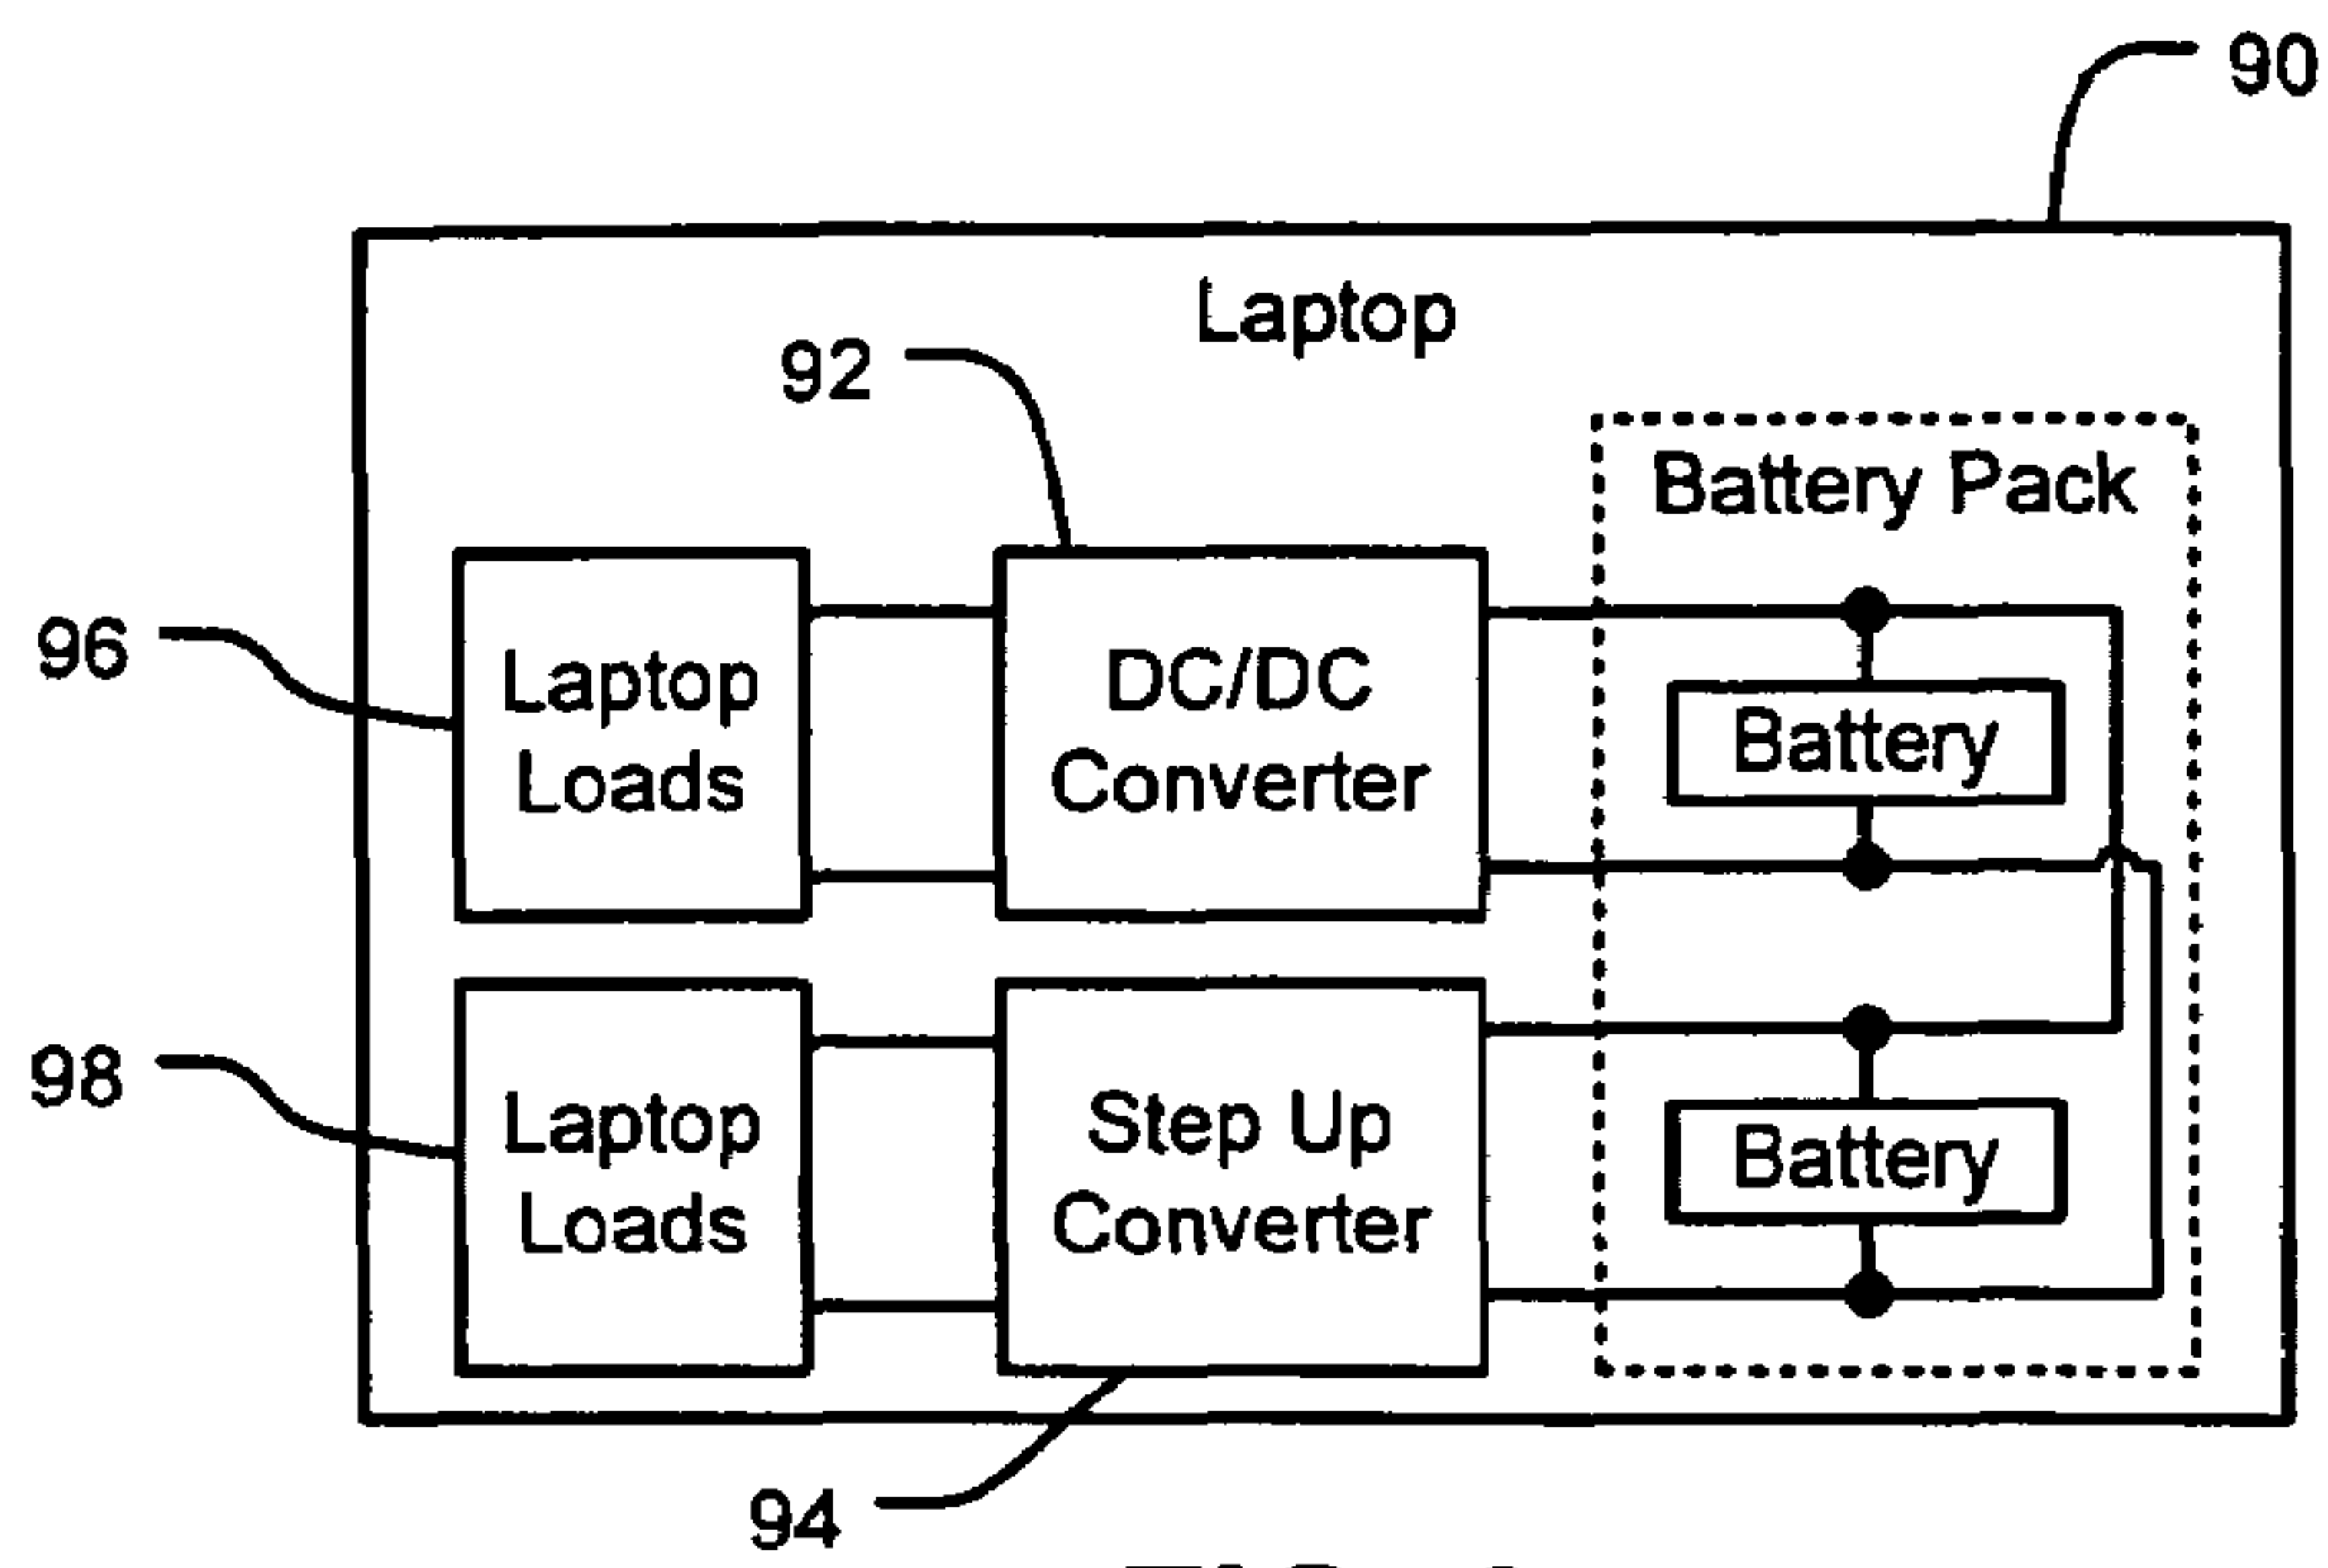 90
Laptop
92
Battery Pack
96
Laptop
Loads
DC/DC
Converter
Battery
98
Laptop
Loads
Step Up
Converter
Battery
94